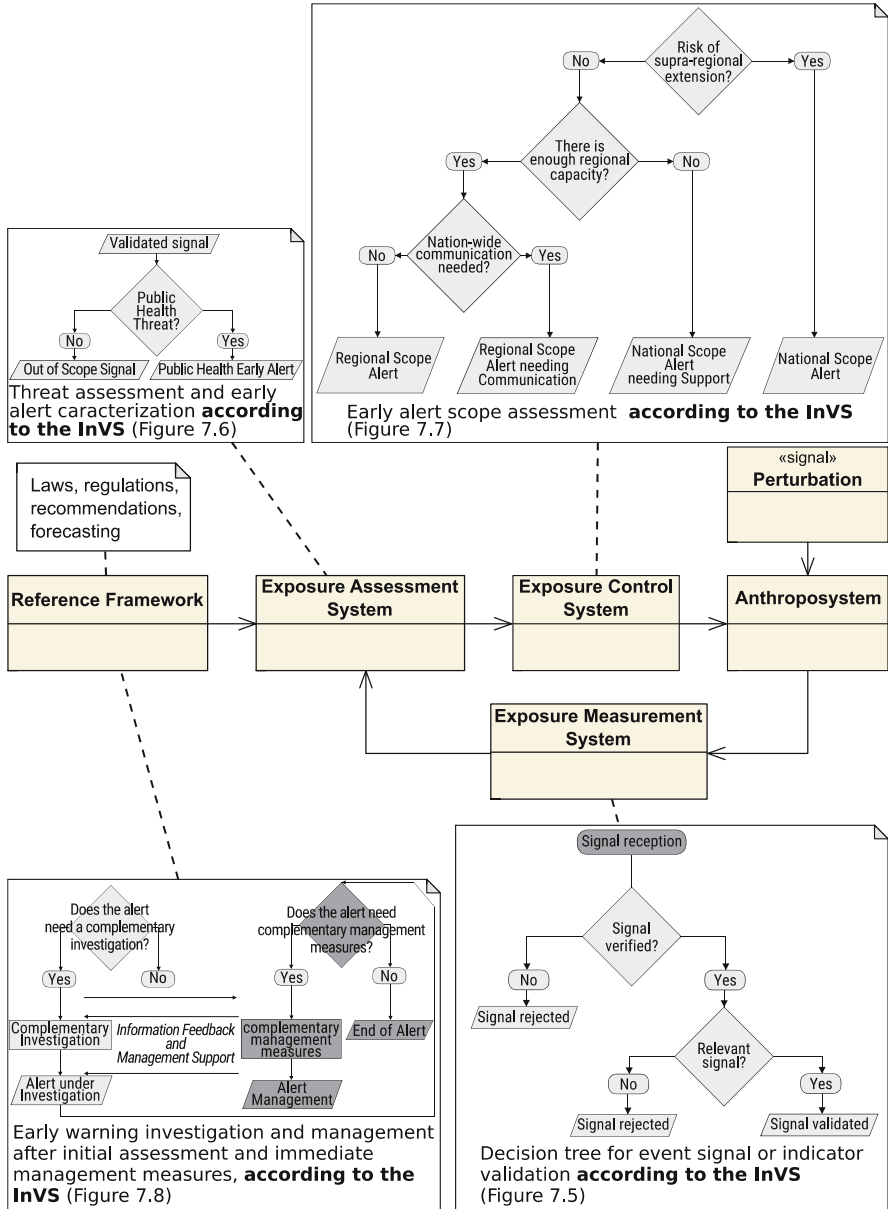 Risk of
supra-regional
extension?
No
Yes
There is
enough regional
capacity?
Yes
No
Nation-wide
communication
needed?
No
Yes
Regional Scope
Alert
Regional Scope
Alert needing
Communication
National Scope
Alert
needing Support
National Scope
Alert
Early alert scope assessment according to the InVS
(Figure 7.7)
Validated signal
Public
Health
Threat?
No
Yes
Out of Scope Signal
Public Health Early Alert
Threat assessment and early
alert caracterization according
to the InVS (Figure 7.6)
Laws, regulations,
recommendations,
forecasting
«signal»
Perturbation
Reference Framework
Exposure Assessment
System
Exposure Control
System
Anthroposystem
Exposure Measurement
System
Does the alert
need a complementary
investigation?
Yes
No
Does the alert need
complementary management
measures?
Yes
No
Complementary
Investigation
Information Feedback
and
Management Support
complementary
management
measures
End of Alert
Alert under
Investigation
Alert
Management
Early warning investigation and management
after initial assessment and immediate
management measures, according to the
InVS (Figure 7.8)
Signal reception
Signal
verified?
No
Yes
Signal rejected
Relevant
signal?
No
Yes
Signal rejected
Signal validated
Decision tree for event signal or indicator
validation according to the InVS
(Figure 7.5)